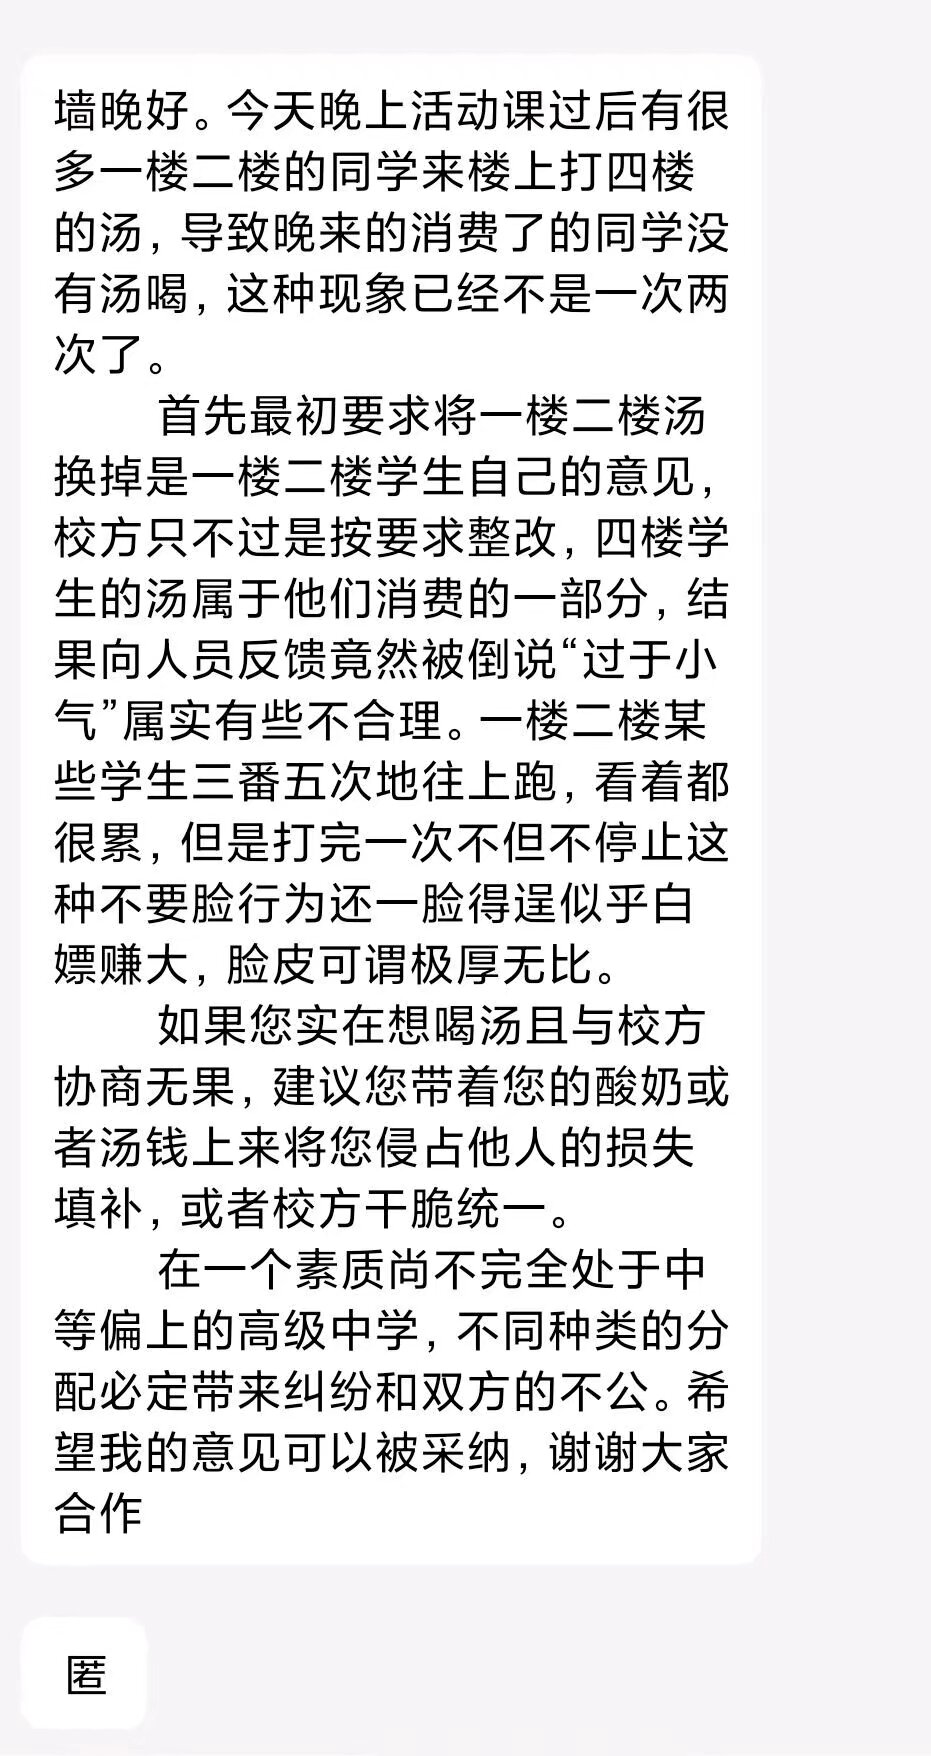 墙晚好。今天晚上活动课过后有很
多一楼二楼的同学来楼上打四楼
的汤，导致晚来的消费了的同学没
有汤喝，这种现象已经不是一次两
次了。
首先最初要求将一楼二楼汤
换掉是一楼二楼学生自己的意见，
校方只不过是按要求整改，四楼学
生的汤属于他们消费的一部分，结
果向人员反馈竟然被倒说“过于小
气”属实有些不合理。一楼二楼某
些学生三番五次地往上跑，看着都
很累，但是打完一次不但不停止这
种不要脸行为还一脸得逞似乎白
嫖赚大，脸皮可谓极厚无比。
如果您实在想喝汤且与校方
协商无果，建议您带着您的酸奶或
者汤钱上来将您侵占他人的损失
填补，或者校方干脆统一。
在一个素质尚不完全处于中
等偏上的高级中学，不同种类的分
配必定带来纠纷和双方的不公。希
望我的意见可以被采纳，谢谢大家
合作
匿